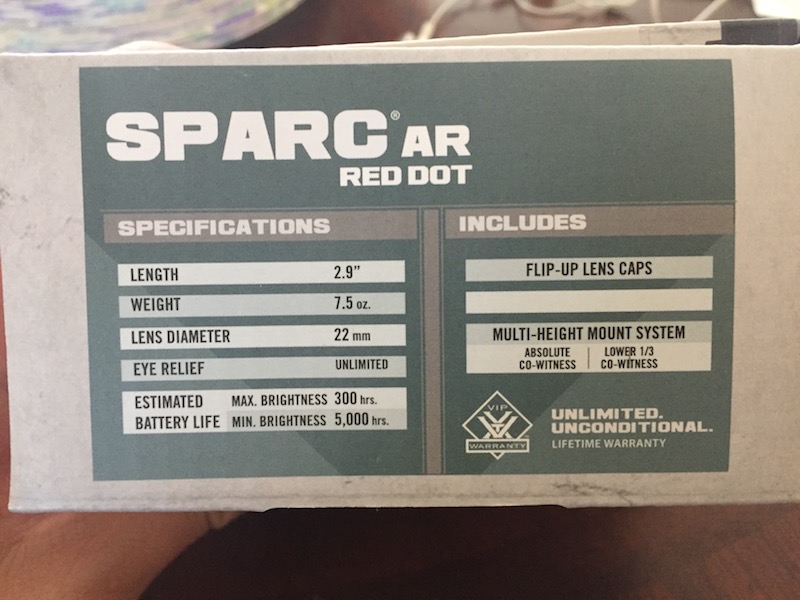 SPARC® AR
RED DOT
SPECIFICATIONS
LENGTH 2.9”
WEIGHT 7.5 oz.
LENS DIAMETER 22 mm
EYE RELIEF UNLIMITED
ESTIMATED MAX. BRIGHTNESS 300 hrs.
BATTERY LIFE MIN. BRIGHTNESS 5,000 hrs.
INCLUDES
FLIP-UP LENS CAPS
MULTI-HEIGHT MOUNT SYSTEM
ABSOLUTE CO-WITNESS
LOWER 1/3 CO-WITNESS
VIP
WARRANTY
UNLIMITED.
UNCONDITIONAL.
LIFETIME WARRANTY